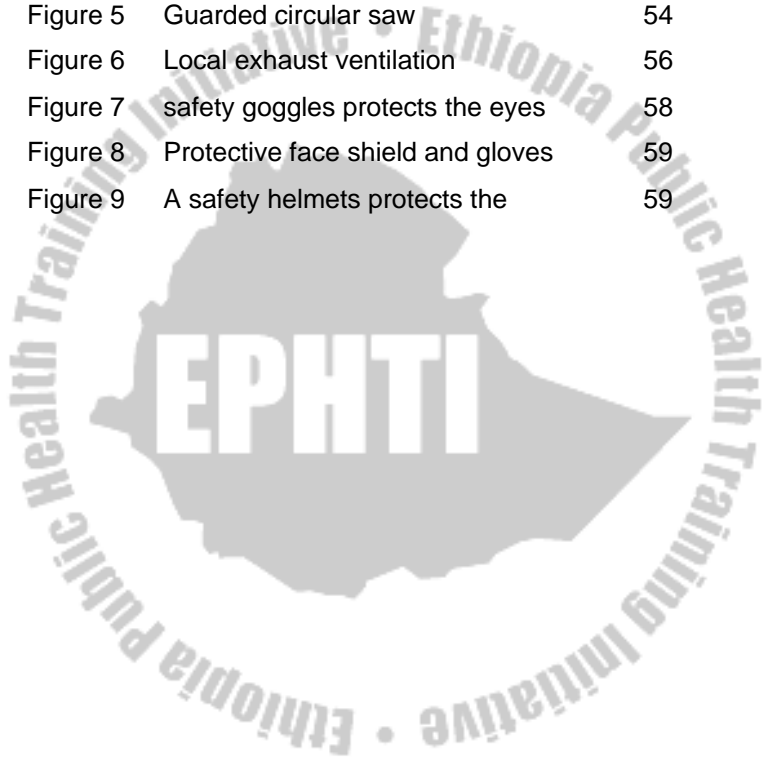 Figure 5 Guarded circular saw 54
Figure 6 Local exhaust ventilation 56
Figure 7 safety goggles protects the eyes 58
Figure 8 Protective face shield and gloves 59
Figure 9 A safety helmets protects the 59
EPHTI
Ethiopia Public Health Training Initiative • Ethiopia Public Health Training Initiative •